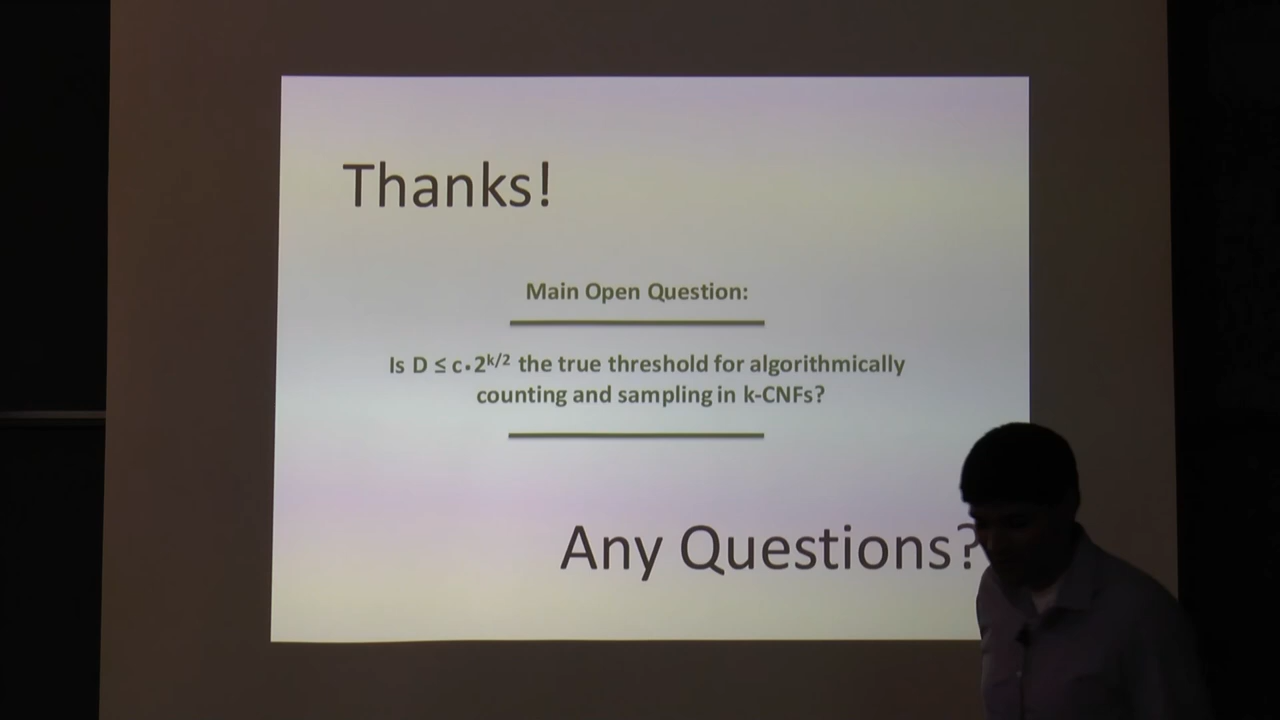 Thanks!
Main Open Question:
Is D ≤ c·2^{k/2} the true threshold for algorithmically
counting and sampling in k-CNFs?
Any Questions?